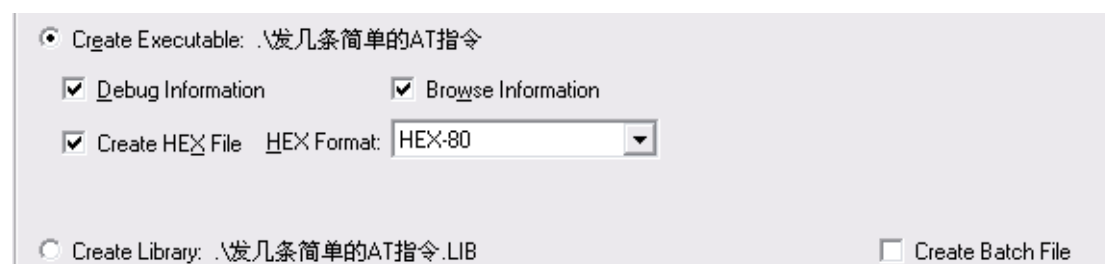 Create Executable: .\发几条简单的AT指令
Debug Information Browse Information
Create HEX File HEX Format: HEX-80
Create Library: .\发几条简单的AT指令.LIB Create Batch File